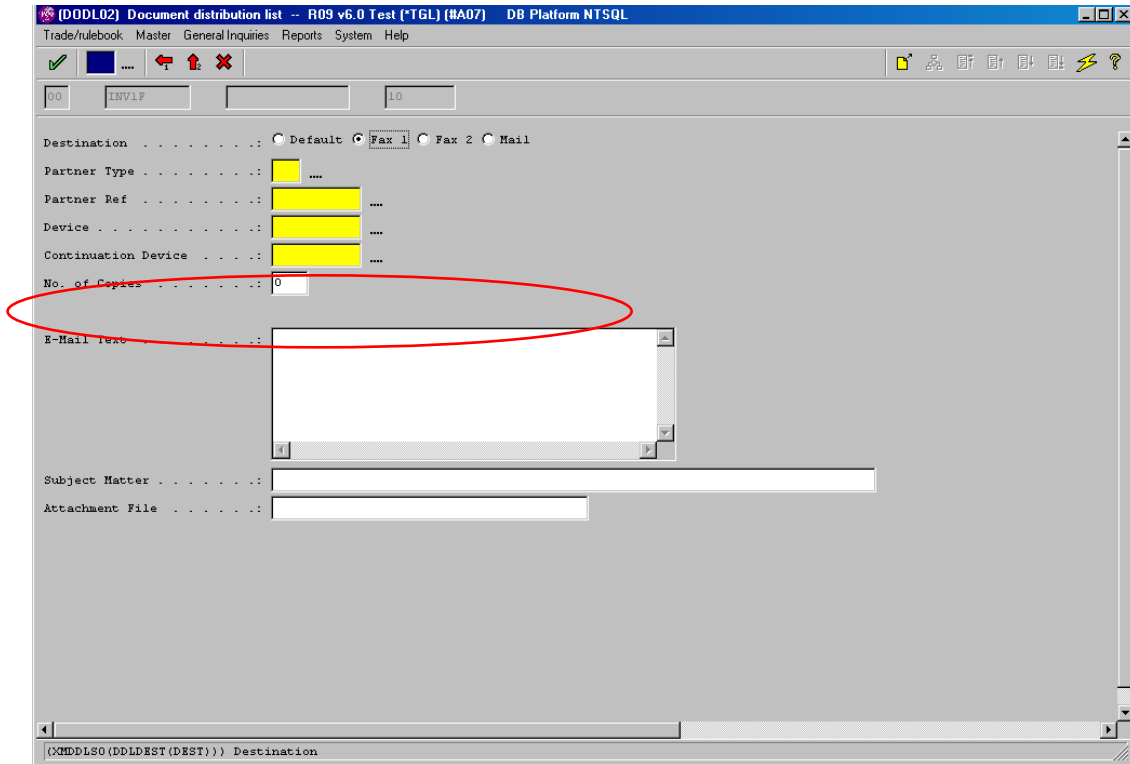 (DODL02) Document distribution list -- R09 v6.0 Test (*TGL) (#A07) DB Platform NTSQL
Trade/rulebook Master General Inquiries Reports System Help
.... 1 2 ?
00 INV1F 10
Destination . . . . . . . .: Default Fax 1 Fax 2 Mail
Partner Type . . . . . . . .: ....
Partner Ref . . . . . . . .: ....
Device . . . . . . . . . . .: ....
Continuation Device . . . .: ....
No. of Copies . . . . . . .: 0
E-Mail Text . . . . . . . .:
Subject Matter . . . . . . .:
Attachment File . . . . . .:
(XMDDLS0(DDLDEST(DEST))) Destination